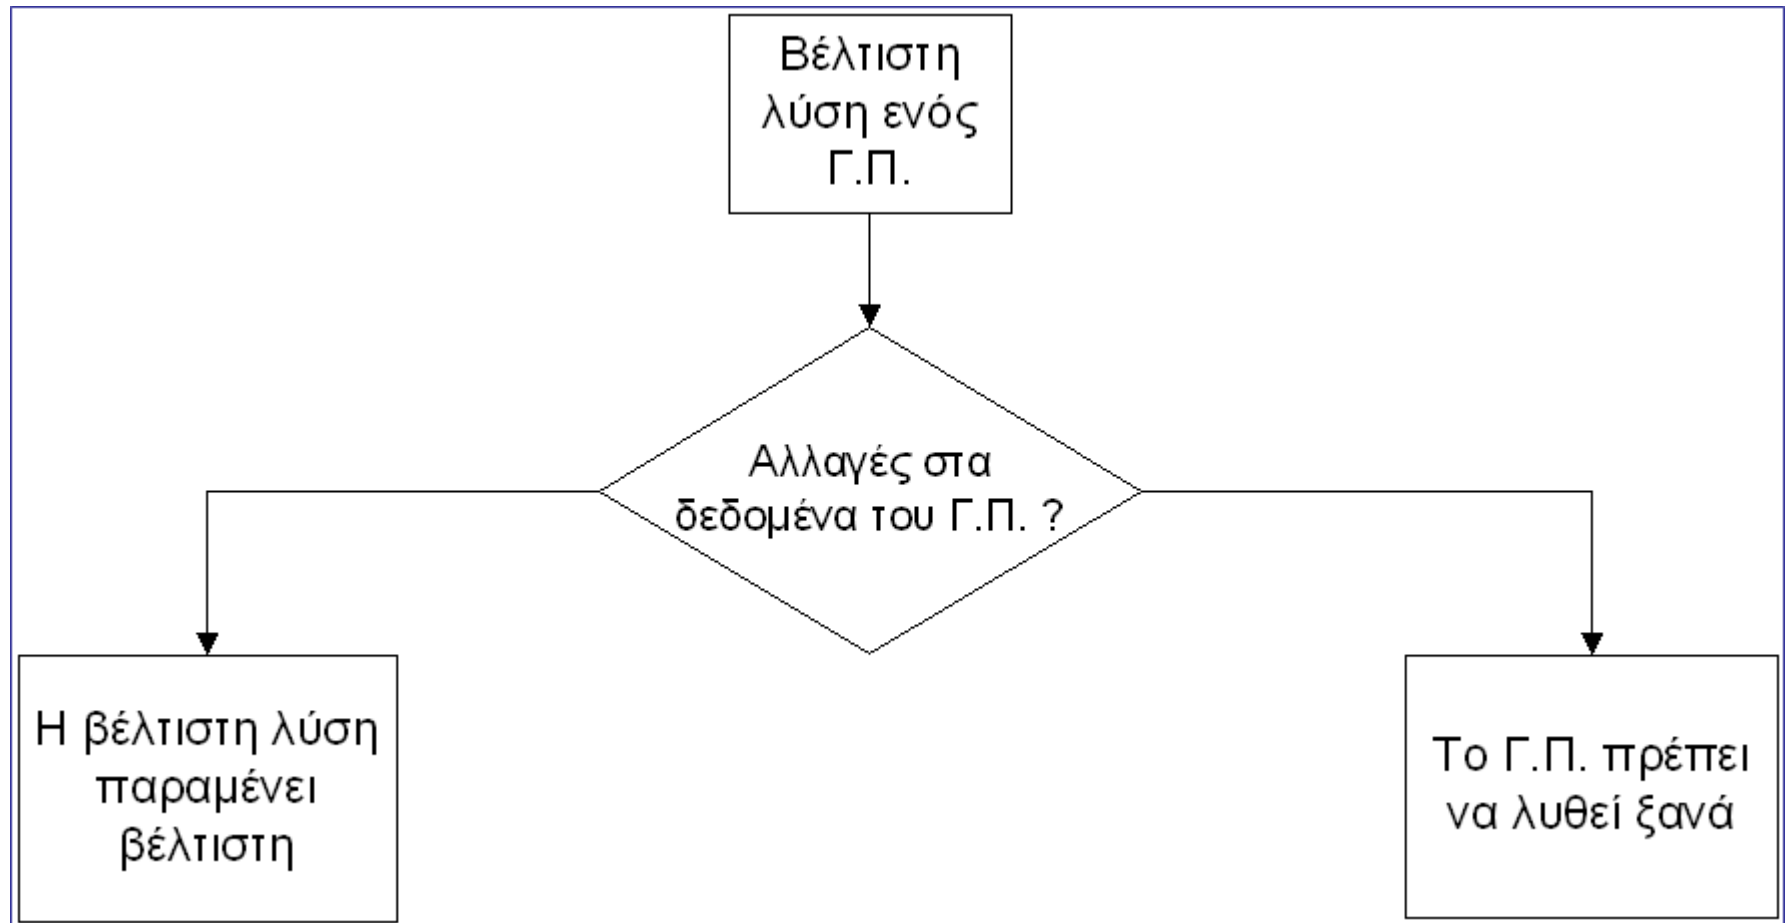 Βέλτιστη
λύση ενός
Γ.Π.
Αλλαγές στα
δεδομένα του Γ.Π. ?
Η βέλτιστη λύση
παραμένει
βέλτιστη
Το Γ.Π. πρέπει
να λυθεί ξανά